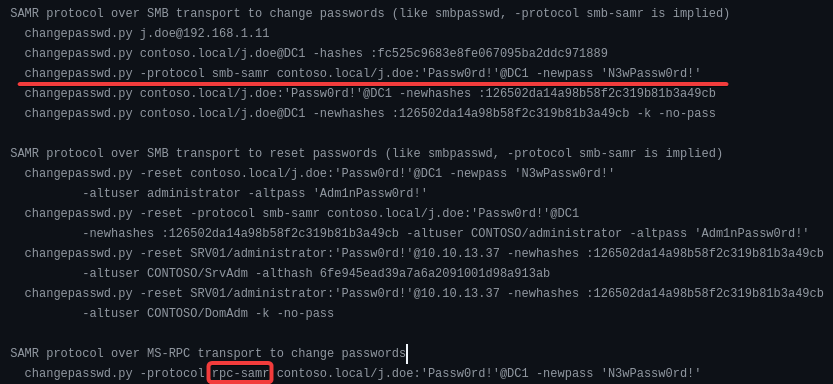 SAMR protocol over SMB transport to change passwords (like smbpasswd, -protocol smb-samr is implied)
changepasswd.py j.doe@192.168.1.11
changepasswd.py contoso.local/j.doe@DC1 -hashes :fc525c9683e8fe067095ba2ddc971889
changepasswd.py -protocol smb-samr contoso.local/j.doe:'Passw0rd!'@DC1 -newpass 'N3wPassw0rd!'
changepasswd.py contoso.local/j.doe:'Passw0rd!'@DC1 -newhashes :126502da14a98b58f2c319b81b3a49cb
changepasswd.py contoso.local/j.doe@DC1 -newhashes :126502da14a98b58f2c319b81b3a49cb -k -no-pass
SAMR protocol over SMB transport to reset passwords (like smbpasswd, -protocol smb-samr is implied)
changepasswd.py -reset contoso.local/j.doe:'Passw0rd!'@DC1 -newpass 'N3wPassw0rd!'
-altuser administrator -altpass 'Adm1nPassw0rd!'
changepasswd.py -reset -protocol smb-samr contoso.local/j.doe:'Passw0rd!'@DC1
-newhashes :126502da14a98b58f2c319b81b3a49cb -altuser CONTOSO/administrator -altpass 'Adm1nPassw0rd!'
changepasswd.py -reset SRV01/administrator:'Passw0rd!'@10.10.13.37 -newhashes :126502da14a98b58f2c319b81b3a49cb
-altuser CONTOSO/SrvAdm -althash 6fe945ead39a7a6a2091001d98a913ab
changepasswd.py -reset SRV01/administrator:'Passw0rd!'@10.10.13.37 -newhashes :126502da14a98b58f2c319b81b3a49cb
-altuser CONTOSO/DomAdm -k -no-pass
SAMR protocol over MS-RPC transport to change passwords
changepasswd.py -protocol rpc-samr contoso.local/j.doe:'Passw0rd!'@DC1 -newpass 'N3wPassw0rd!'